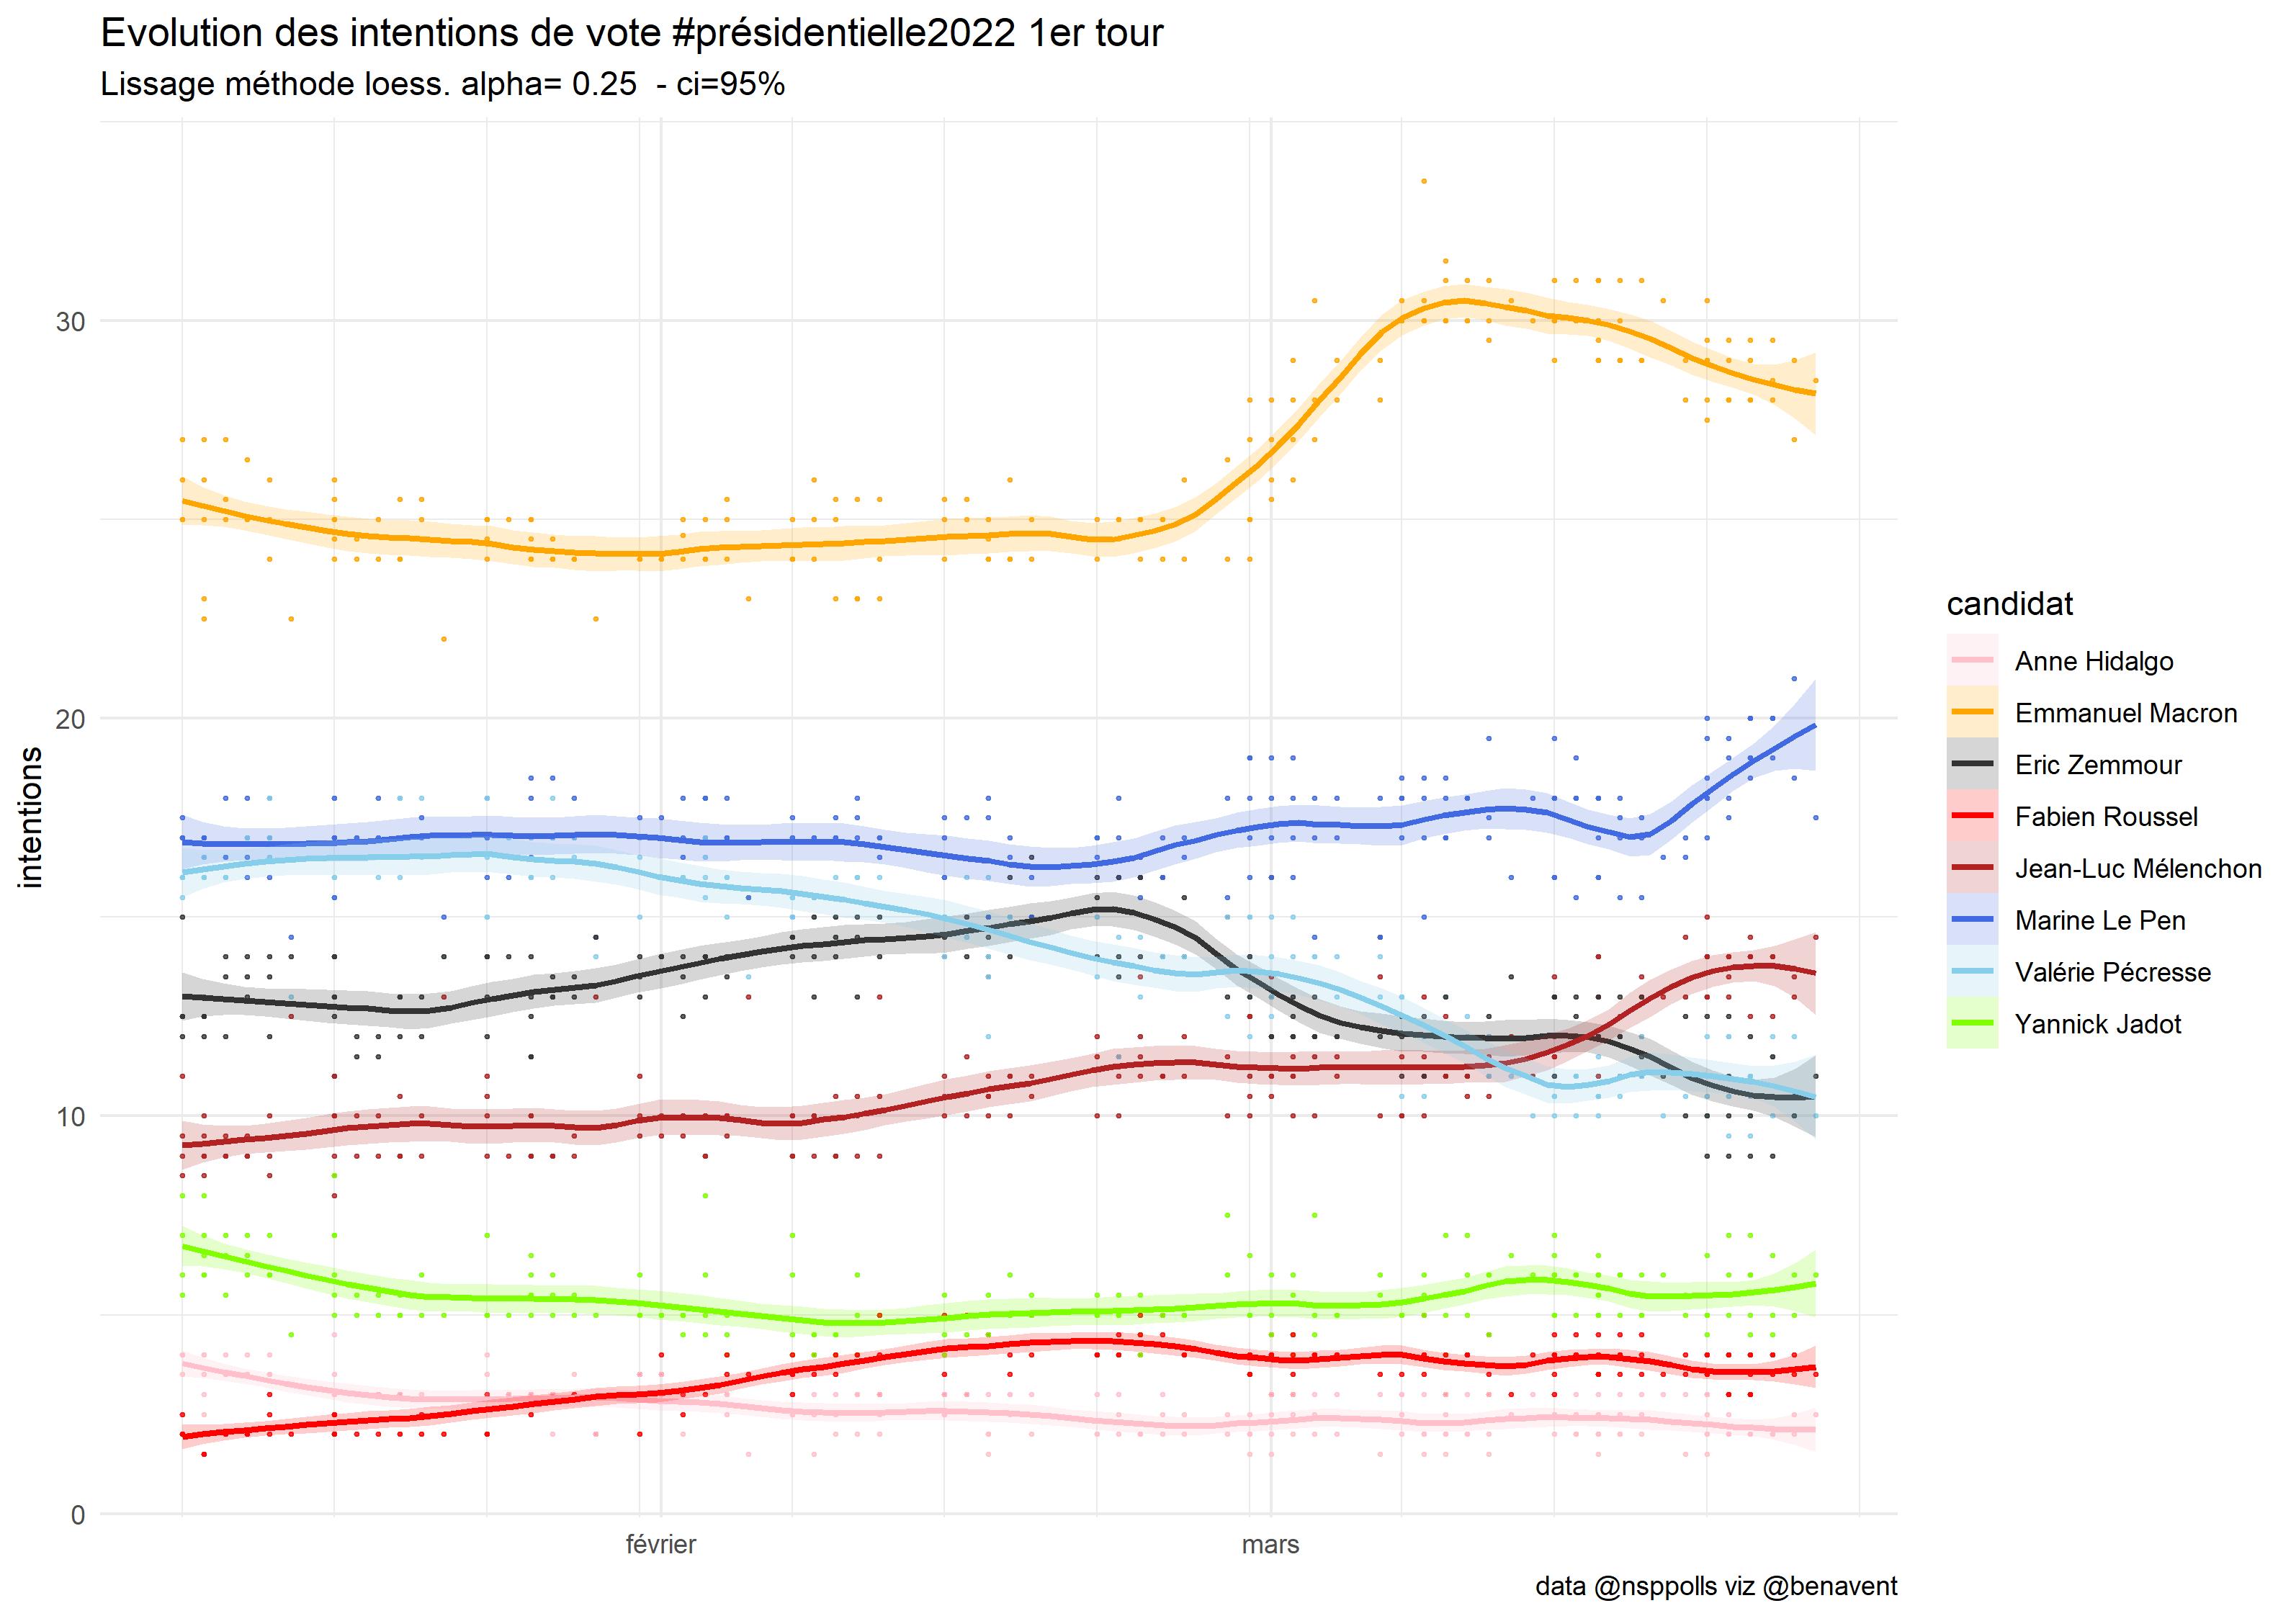 Evolution des intentions de vote #présidentielle2022 1er tour
Lissage méthode loess. alpha= 0.25  - ci=95%
intentions
30
20
10
0
février
mars
candidat
Anne Hidalgo
Emmanuel Macron
Eric Zemmour
Fabien Roussel
Jean-Luc Mélenchon
Marine Le Pen
Valérie Pécresse
Yannick Jadot
data @nsppolls viz @benavent